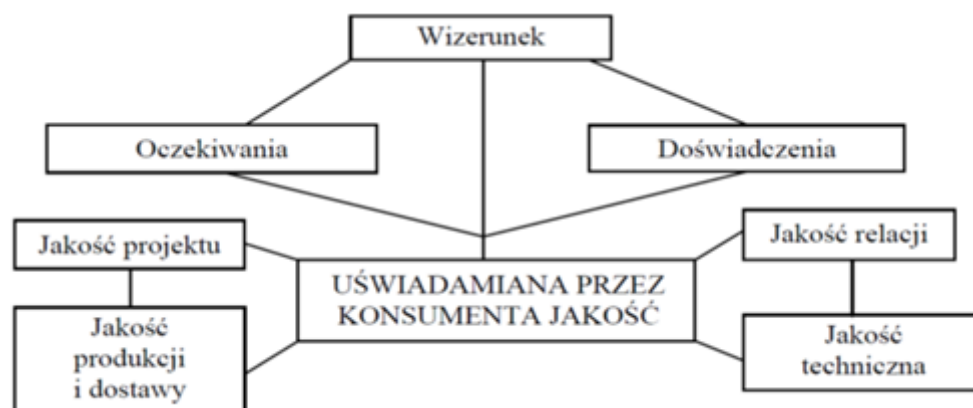 Wizerunek
Oczekiwania
Doświadczenia
Jakość projektu
Jakość relacji
UŚWIADAMIANA PRZEZ
KONSUMENTA JAKOŚĆ
Jakość
produkcji
i dostawy
Jakość
techniczna